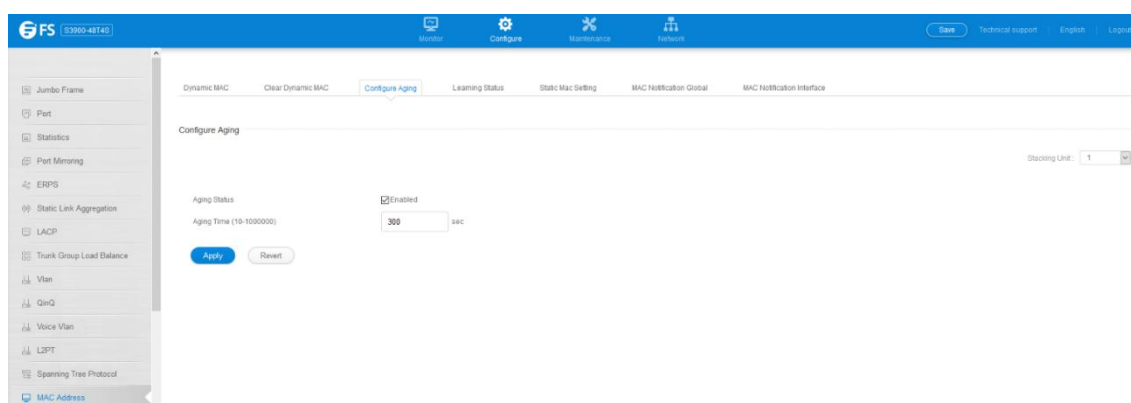 FS S3900-48T4S
Monitor
Configure
Maintenance
Network
Save
Technical support
English
Logout
Jumbo Frame
Port
Statistics
Port Mirroring
ERPS
Static Link Aggregation
LACP
Trunk Group Load Balance
Vlan
QinQ
Voice Vlan
L2PT
Spanning Tree Protocol
MAC Address
Dynamic MAC
Clear Dynamic MAC
Configure Aging
Learning Status
Static Mac Setting
MAC Notification Global
MAC Notification Interface
Configure Aging
Stacking Unit: 1
Aging Status Enabled
Aging Time (10-1000000) 300 sec
Apply Revert